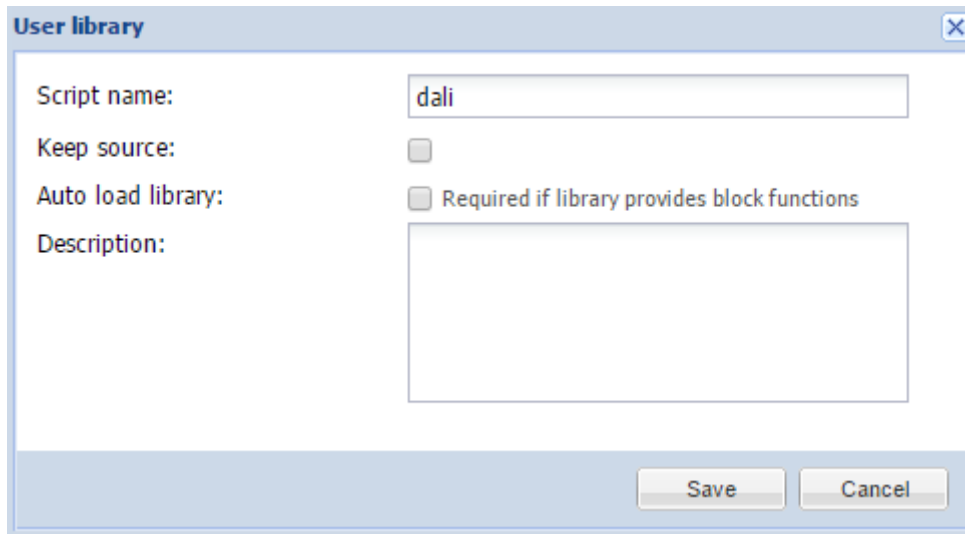 User library
Script name: dali
Keep source:
Auto load library: Required if library provides block functions
Description:
Save Cancel